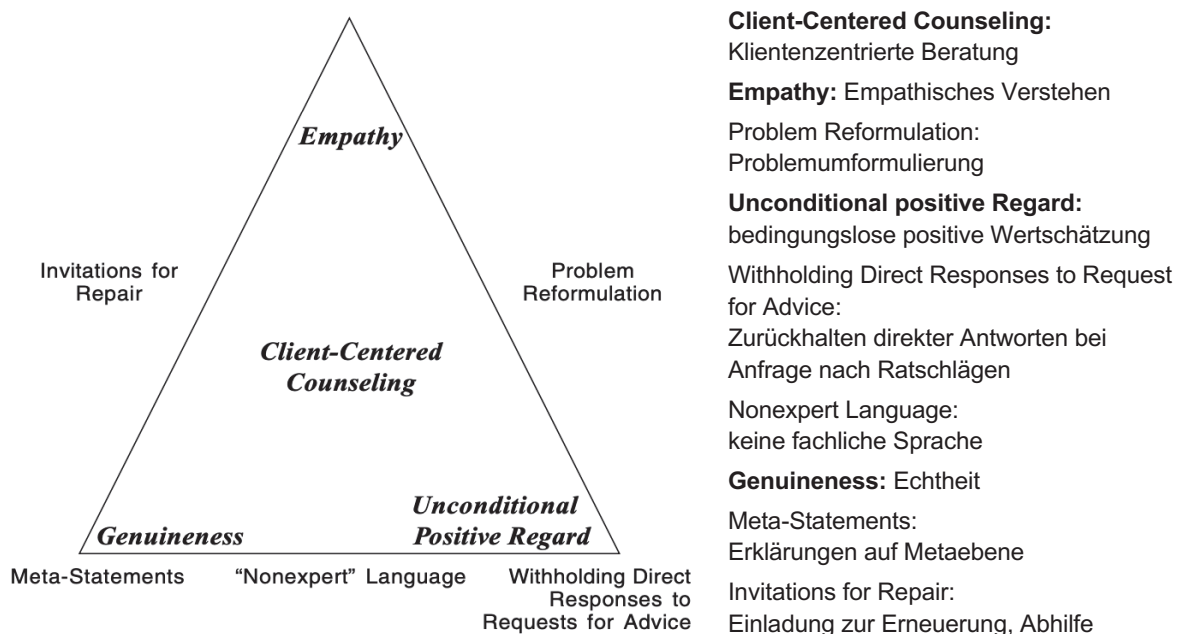 Empathy
Invitations for
Repair
Problem
Reformulation
Client-Centered
Counseling
Genuineness
Unconditional
Positive Regard
Meta-Statements
"Nonexpert" Language
Withholding Direct
Responses to
Requests for Advice
Client-Centered Counseling:
Klientenzentrierte Beratung
Empathy: Empathisches Verstehen
Problem Reformulation:
Problemumformulierung
Unconditional positive Regard:
bedingungslose positive Wertschätzung
Withholding Direct Responses to Request
for Advice:
Zurückhalten direkter Antworten bei
Anfrage nach Ratschlägen
Nonexpert Language:
keine fachliche Sprache
Genuineness: Echtheit
Meta-Statements:
Erklärungen auf Metaebene
Invitations for Repair:
Einladung zur Erneuerung, Abhilfe